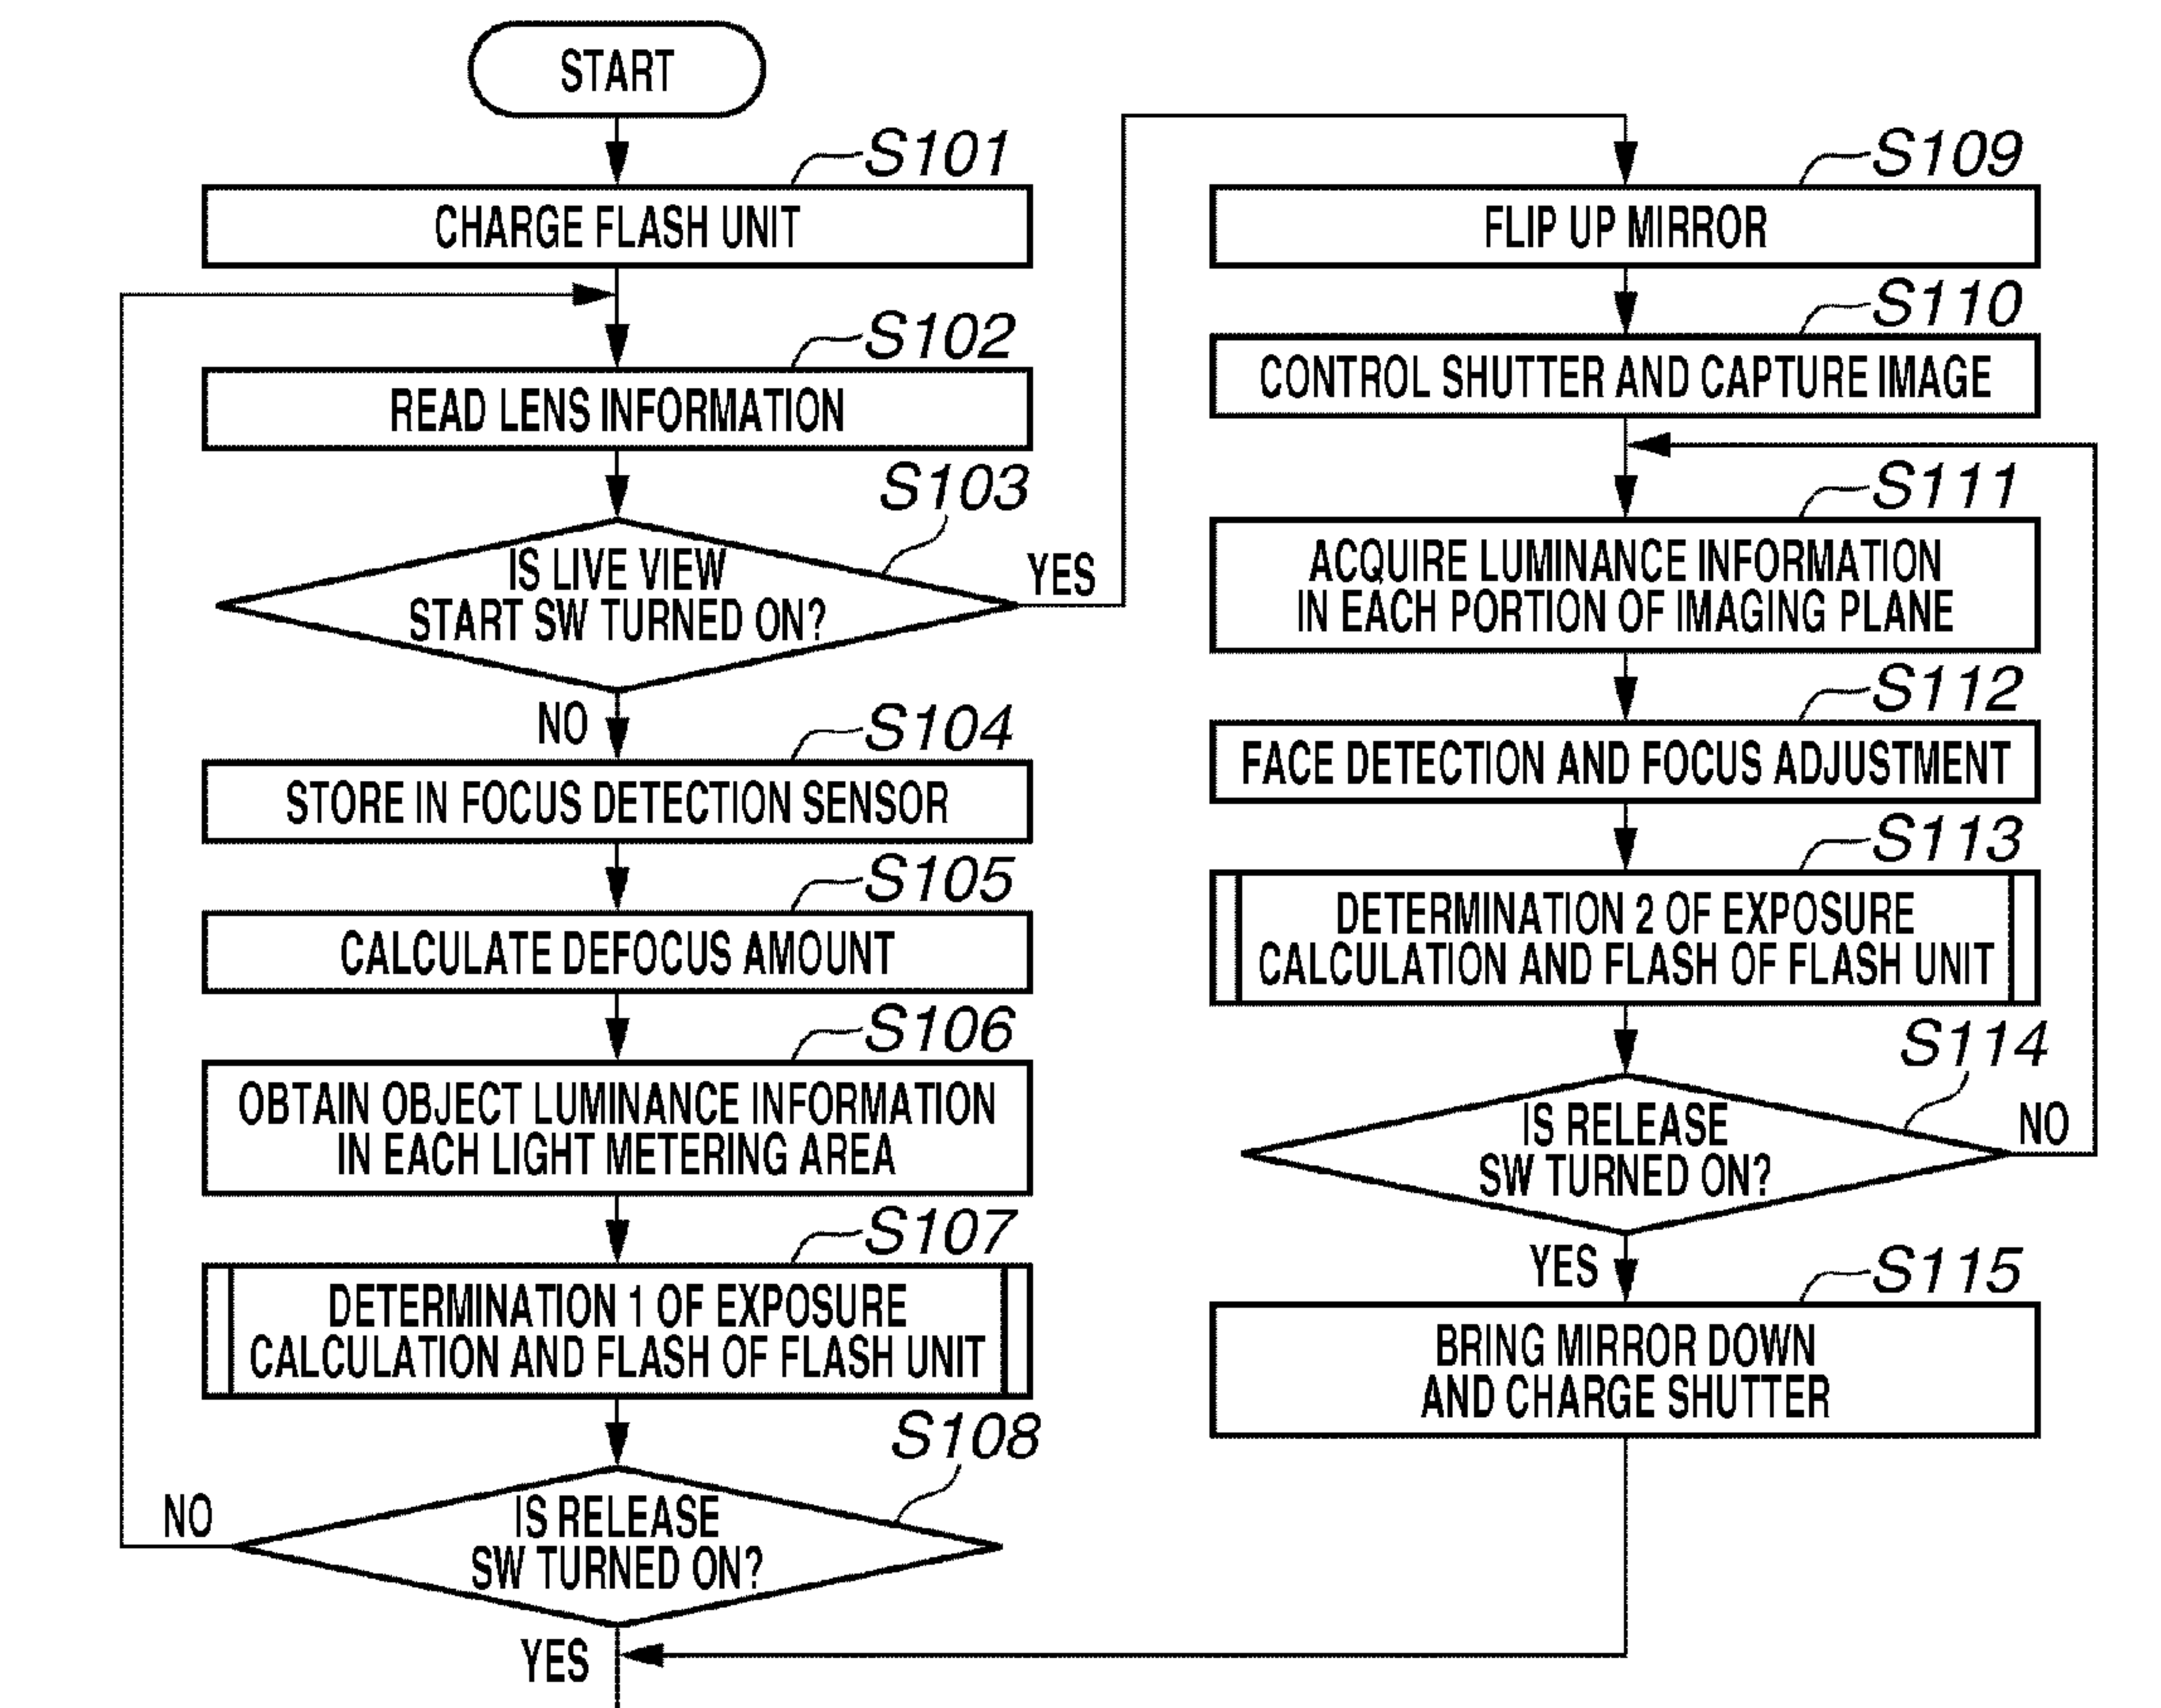 START
S101
CHARGE FLASH UNIT
S102
READ LENS INFORMATION
S103
IS LIVE VIEW
START SW TURNED ON?
YES
NO
S104
STORE IN FOCUS DETECTION SENSOR
S105
CALCULATE DEFOCUS AMOUNT
S106
OBTAIN OBJECT LUMINANCE INFORMATION
IN EACH LIGHT METERING AREA
S107
DETERMINATION 1 OF EXPOSURE
CALCULATION AND FLASH OF FLASH UNIT
S108
IS RELEASE
SW TURNED ON?
NO
YES
S109
FLIP UP MIRROR
S110
CONTROL SHUTTER AND CAPTURE IMAGE
S111
ACQUIRE LUMINANCE INFORMATION
IN EACH PORTION OF IMAGING PLANE
S112
FACE DETECTION AND FOCUS ADJUSTMENT
S113
DETERMINATION 2 OF EXPOSURE
CALCULATION AND FLASH OF FLASH UNIT
S114
IS RELEASE
SW TURNED ON?
NO
YES
S115
BRING MIRROR DOWN
AND CHARGE SHUTTER